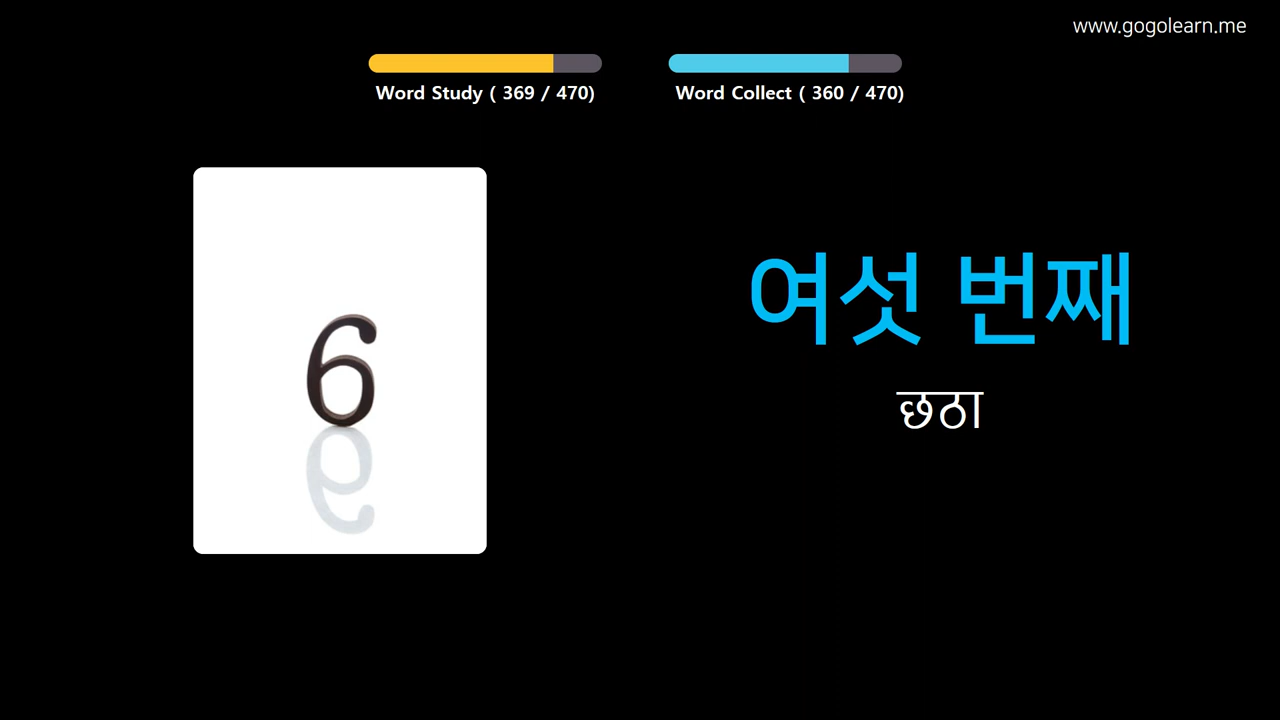 www.gogolearn.me
Word Study ( 369 / 470)
Word Collect ( 360 / 470)
6
여섯 번째
छठा